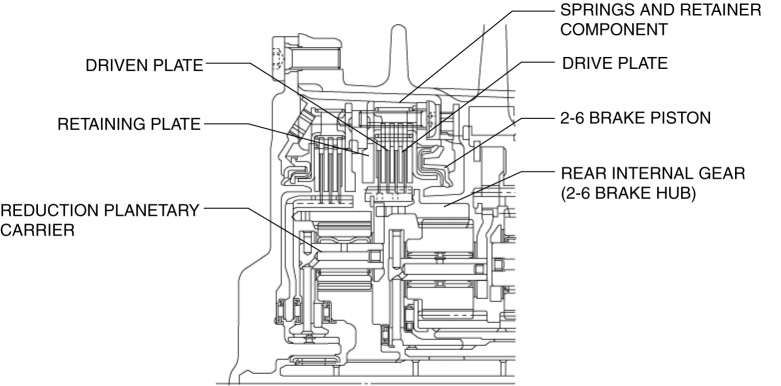 SPRINGS AND RETAINER
COMPONENT
DRIVEN PLATE
DRIVE PLATE
RETAINING PLATE
2-6 BRAKE PISTON
REAR INTERNAL GEAR
(2-6 BRAKE HUB)
REDUCTION PLANETARY
CARRIER